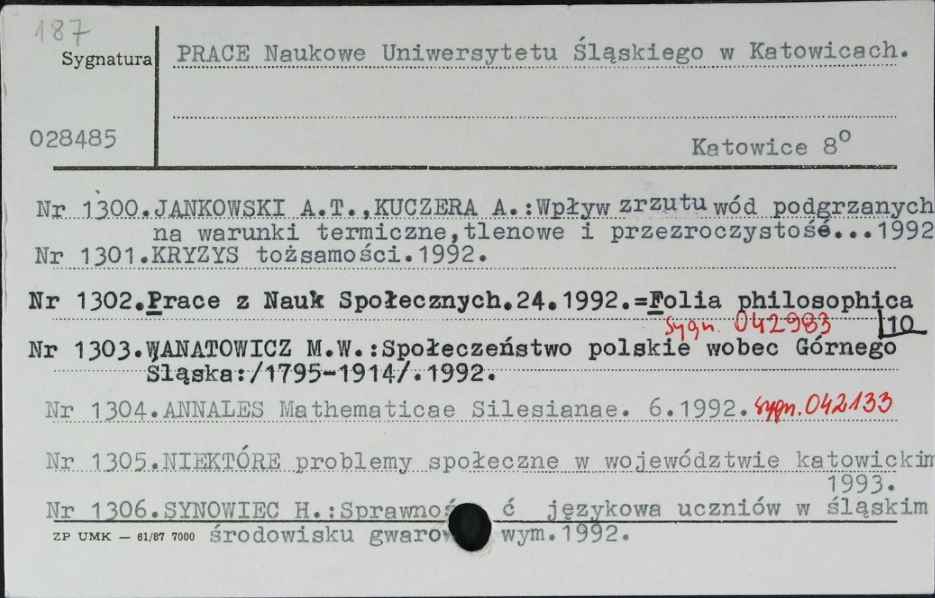 187
Sygnatura PRACE Naukowe Uniwersytetu Śląskiego w Katowicach.
028485 Katowice 8°
Nr 1300.JANKOWSKI A.T.,KUCZERA A.:Wpływ zrzutu wód podgrzanych
na warunki termiczne,tlenowe i przezroczystość...1992
Nr 1301.KRYZYS tożsamości.1992.
Nr 1302.Prace z Nauk Społecznych.24.1992.=Folia philosophica
Sygn. 042983 10
Nr 1303.WANATOWICZ M.W.:Społeczeństwo polskie wobec Górnego
Śląska:/1795-1914/.1992.
Nr 1304.ANNALES Mathematicae Silesianae. 6.1992. sygn.042133
Nr 1305.NIEKTÓRE problemy społeczne w województwie katowickim
1993.
Nr 1306.SYNOWIEC H.:Sprawnoś ć językowa uczniów w śląskim
ZP UMK — 61/87 7000 środowisku gwaro wym.1992.